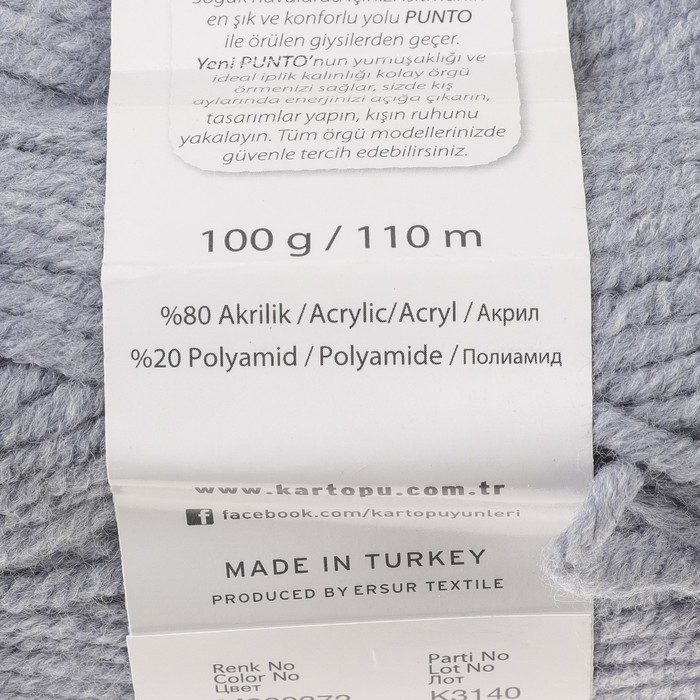 en şık ve konforlu yolu PUNTO
ile örülen giysilerden geçer.
Yeni PUNTO'nun yumuşaklığı ve
ideal iplik kalınlığı kolay örgü
örmenizi sağlar, sizde kış
aylarında enerjinizi açığa çıkarın,
tasarımlar yapın, kışın ruhunu
yakalayın. Tüm örgü modellerinizde
güvenle tercih edebilirsiniz.
100 g / 110 m
%80 Akrilik / Acrylic/ Acryl / Акрил
%20 Polyamid / Polyamide / Полиамид
www.kartopu.com.tr
facebook.com/kartopuyunleri
MADE IN TURKEY
PRODUCED BY ERSUR TEXTILE
Renk No Parti No
Color No Lot No
Цвет Лот
K3140